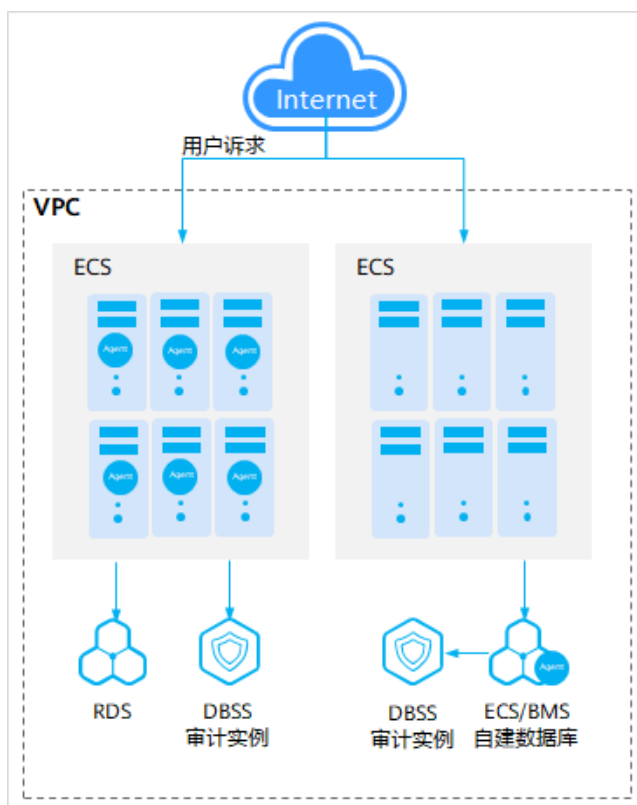 Internet
用户诉求
VPC
ECS
ECS
Agent
Agent
Agent
Agent
Agent
Agent
RDS
DBSS
审计实例
DBSS
审计实例
Agent
ECS/BMS
自建数据库